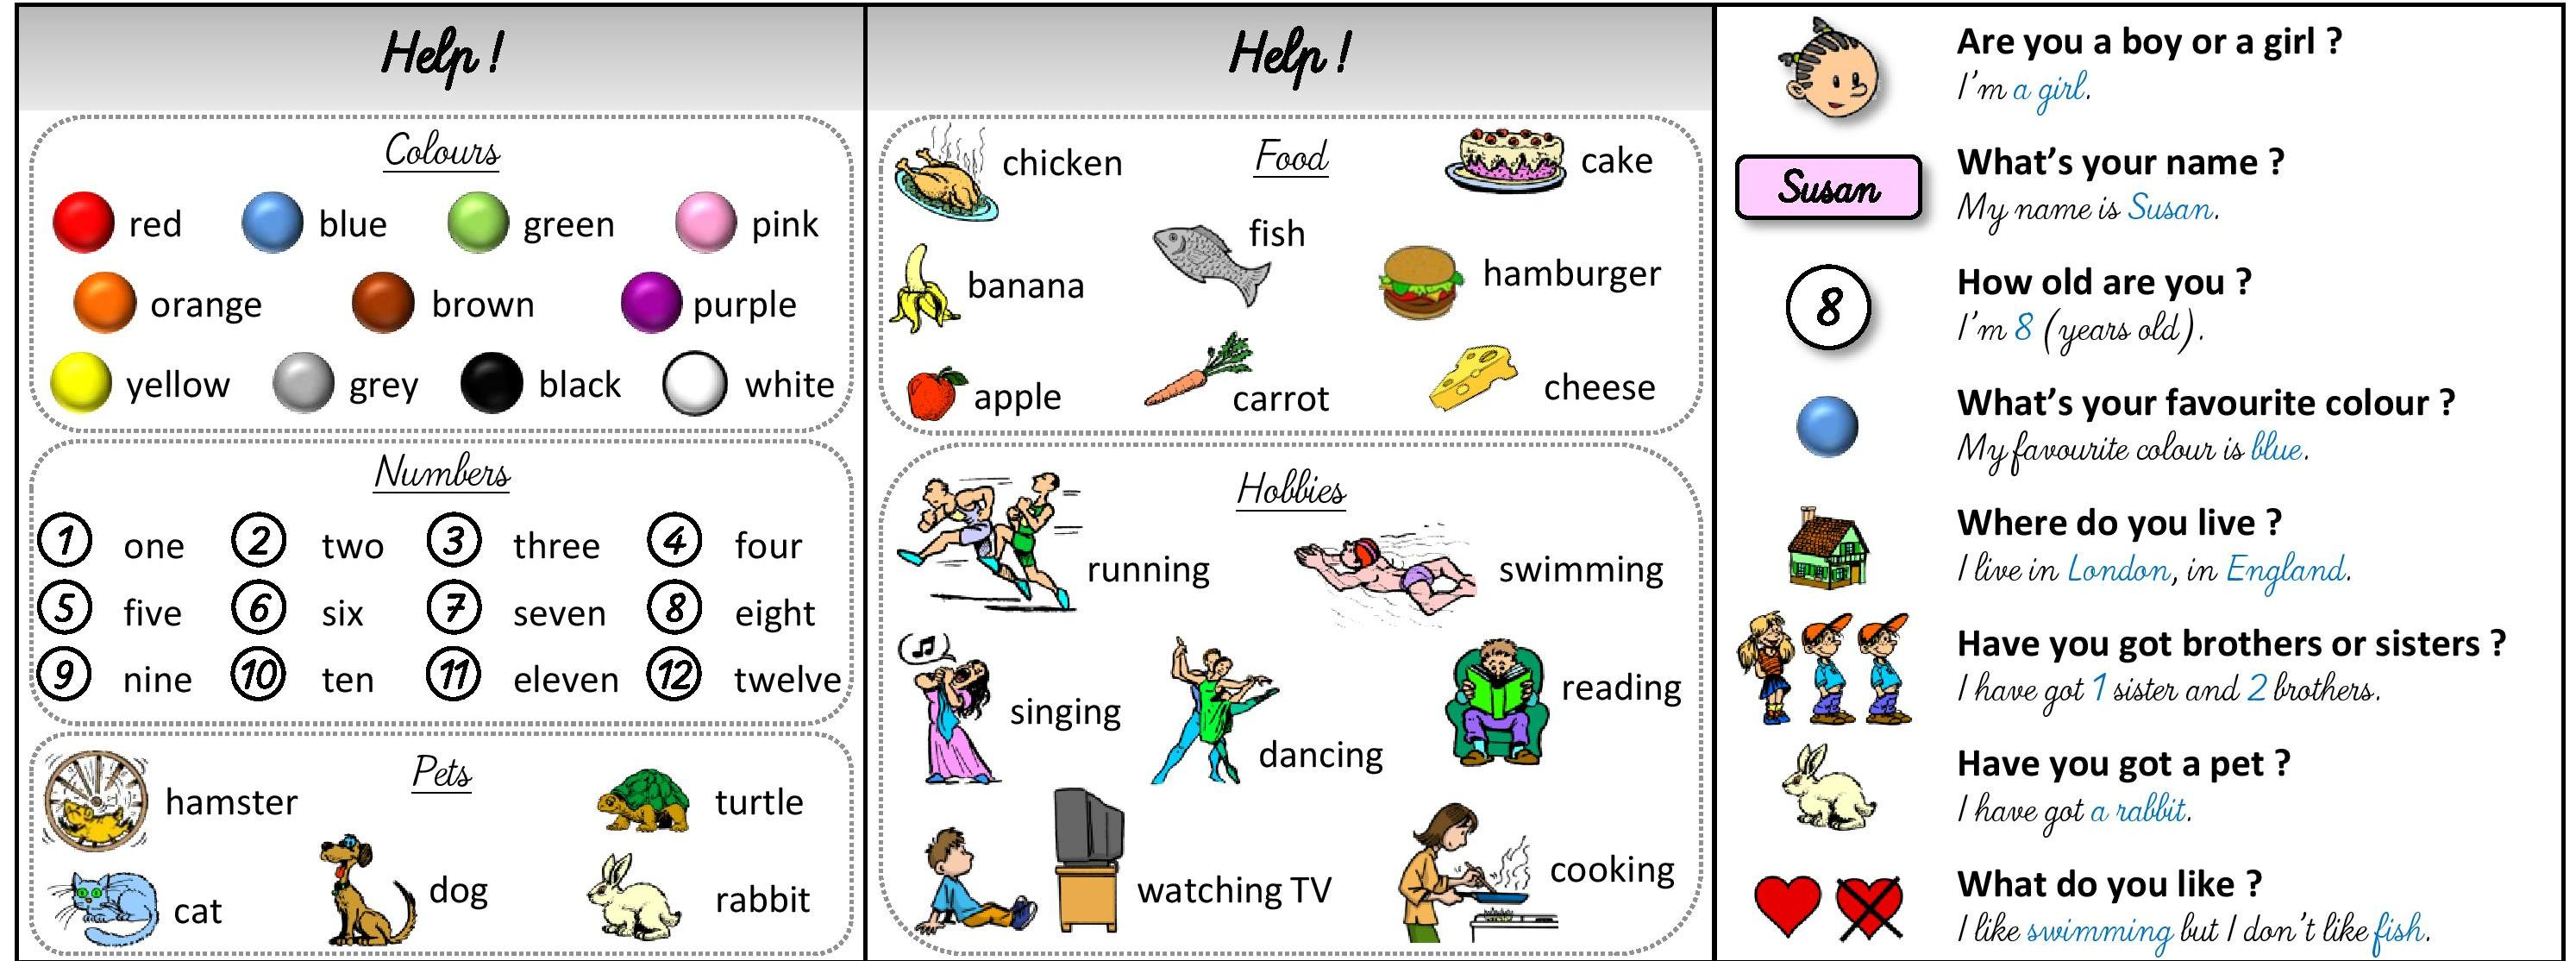 Help !
Colours
red blue green pink
orange brown purple
yellow grey black white
Numbers
1 one 2 two 3 three 4 four
5 five 6 six 7 seven 8 eight
9 nine 10 ten 11 eleven 12 twelve
Pets
hamster turtle
cat dog rabbit
Help !
chicken Food cake
fish
banana hamburger
apple carrot cheese
Hobbies
running swimming
singing dancing reading
watching TV cooking
Are you a boy or a girl ?
I'm a girl.
Susan
What's your name ?
My name is Susan.
8
How old are you ?
I'm 8 (years old).
What's your favourite colour ?
My favourite colour is blue.
Where do you live ?
I live in London, in England.
Have you got brothers or sisters ?
I have got 1 sister and 2 brothers.
Have you got a pet ?
I have got a rabbit.
What do you like ?
I like swimming but I don't like fish.